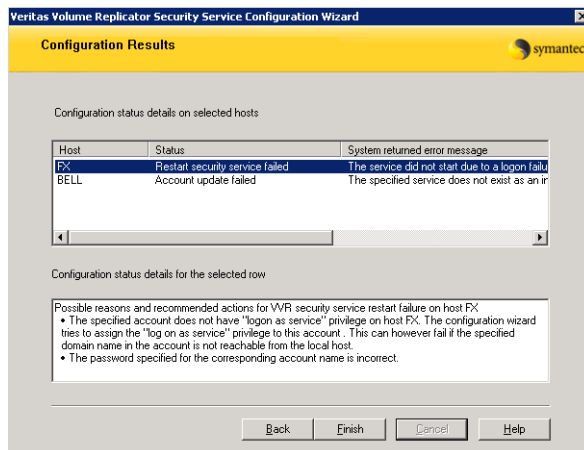 Veritas Volume Replicator Security Service Configuration Wizard
Configuration Results
symantec
Configuration status details on selected hosts
Host Status System returned error message
FX Restart security service failed The service did not start due to a logon failu
BELL Account update failed The specified service does not exist as an in
Configuration status details for the selected row
Possible reasons and recommended actions for VVR security service restart failure on host FX
• The specified account does not have "logon as service" privilege on host FX. The configuration wizard
tries to assign the "log on as service" privilege to this account . This can however fail if the specified
domain name in the account is not reachable from the local host.
• The password specified for the corresponding account name is incorrect.
Back Finish Cancel Help